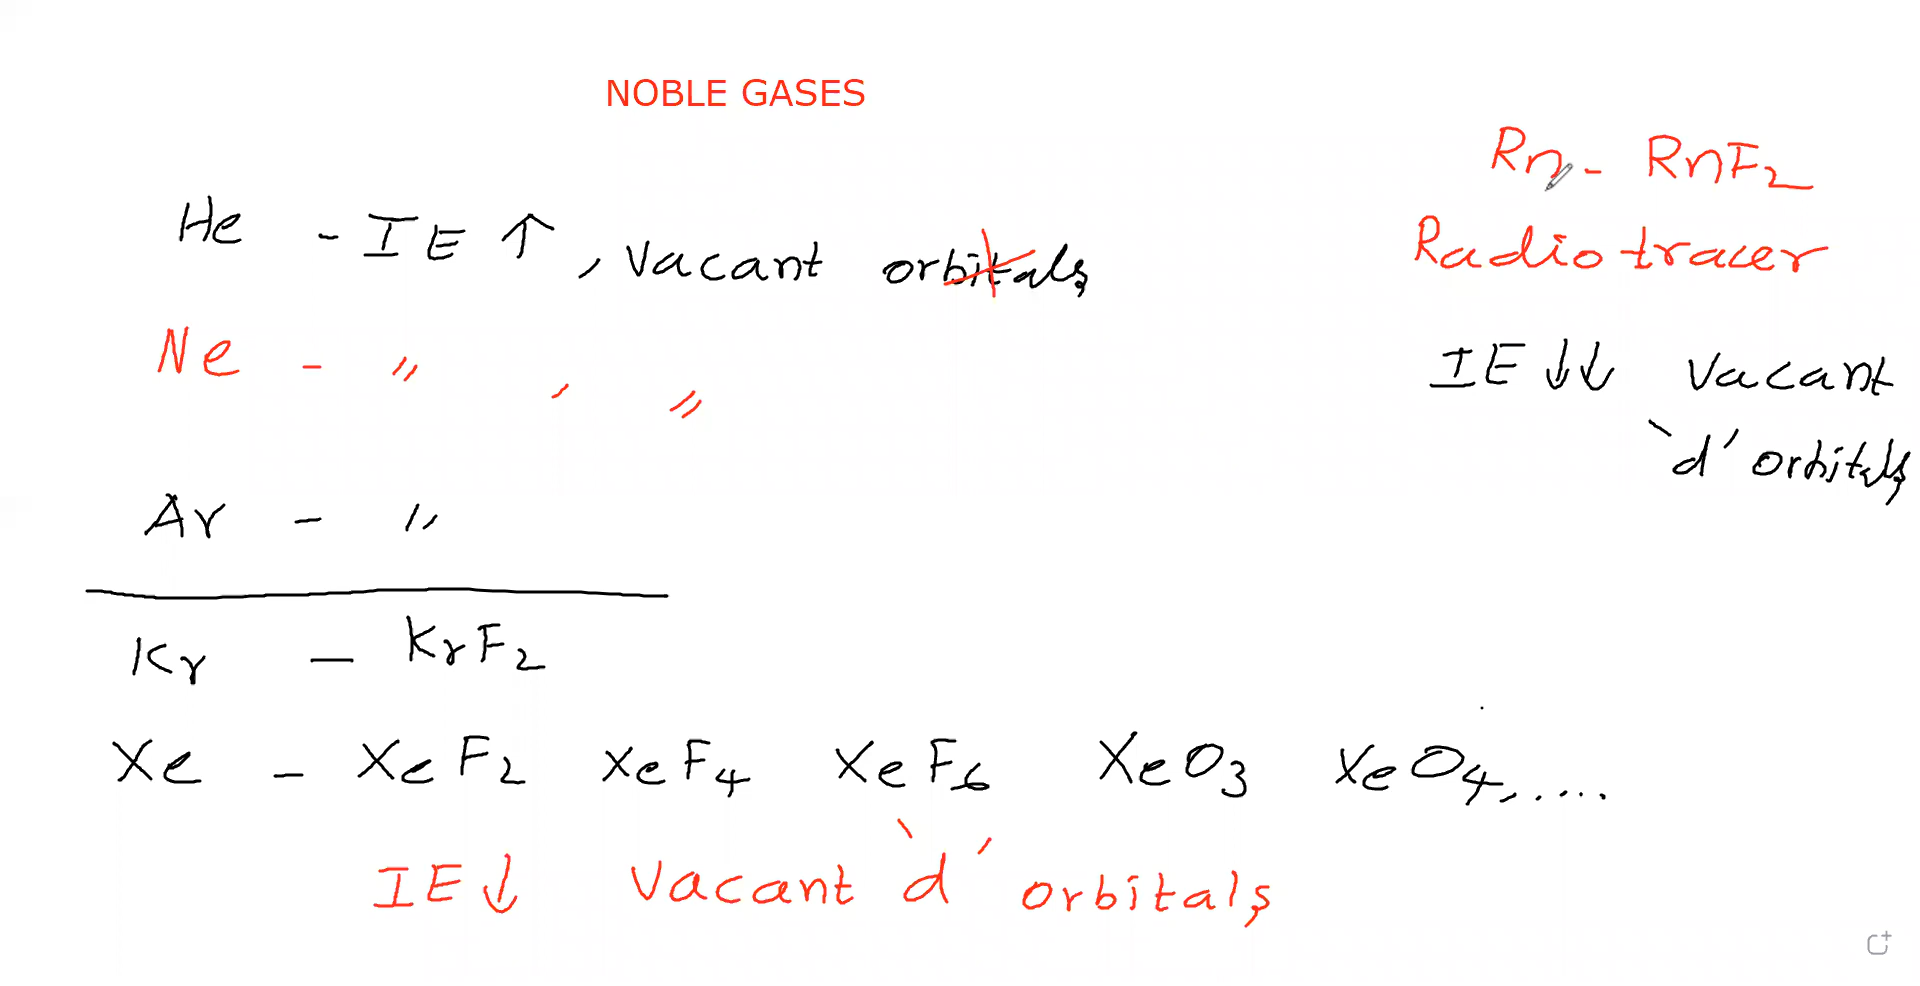 NOBLE GASES
He - IE ↑, vacant orbitals
Ne - " , "
Ar - "
Kr - KrF2
Xe - XeF2 XeF4 XeF6 XeO3 XeO4,....
IE↓ vacant 'd' orbitals
Rn - RnF2
Radio tracer
IE↓↓ vacant
'd' orbitals